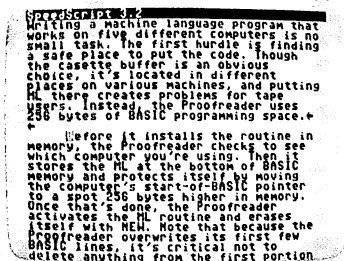 SpeedScript 3.2
Writing a machine language program that
works on five different computers is no
small task. The first hurdle is finding
a safe place to put the code. Though
the casette buffer is an obvious
choice, it's located in different
places on various machines, and putting
ML there creates problems for tape
users. Instead, the Proofreader uses
256 bytes of BASIC programming space.←
←
Before it installs the routine in
memory, the Proofreader checks to see
which computer you're using. Then it
stores the ML at the bottom of BASIC
memory and protects itself by moving
the computer's start-of-BASIC pointer
to a spot 256 bytes higher in memory.
Once that's done, the Proofreader
activates the ML routine and erases
itself with NEW. Note that because the
Proofreader overwrites its first few
BASIC lines, it's critical not to
delete anything from the first portion